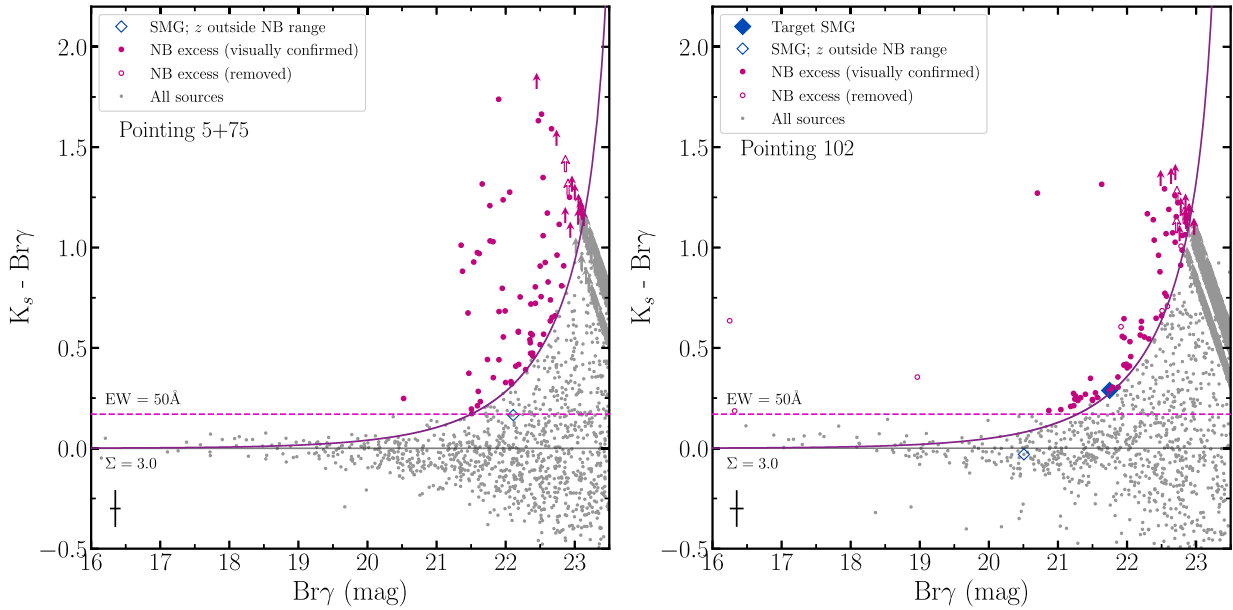 SMG; z outside NB range
NB excess (visually confirmed)
NB excess (removed)
All sources
Pointing 5+75
EW = 50Å
Σ = 3.0
2.0
1.5
1.0
0.5
0.0
−0.5
16 17 18 19 20 21 22 23
Brγ (mag)
K_s - Brγ
Target SMG
SMG; z outside NB range
NB excess (visually confirmed)
NB excess (removed)
All sources
Pointing 102
EW = 50Å
Σ = 3.0
2.0
1.5
1.0
0.5
0.0
−0.5
16 17 18 19 20 21 22 23
Brγ (mag)
K_s - Brγ